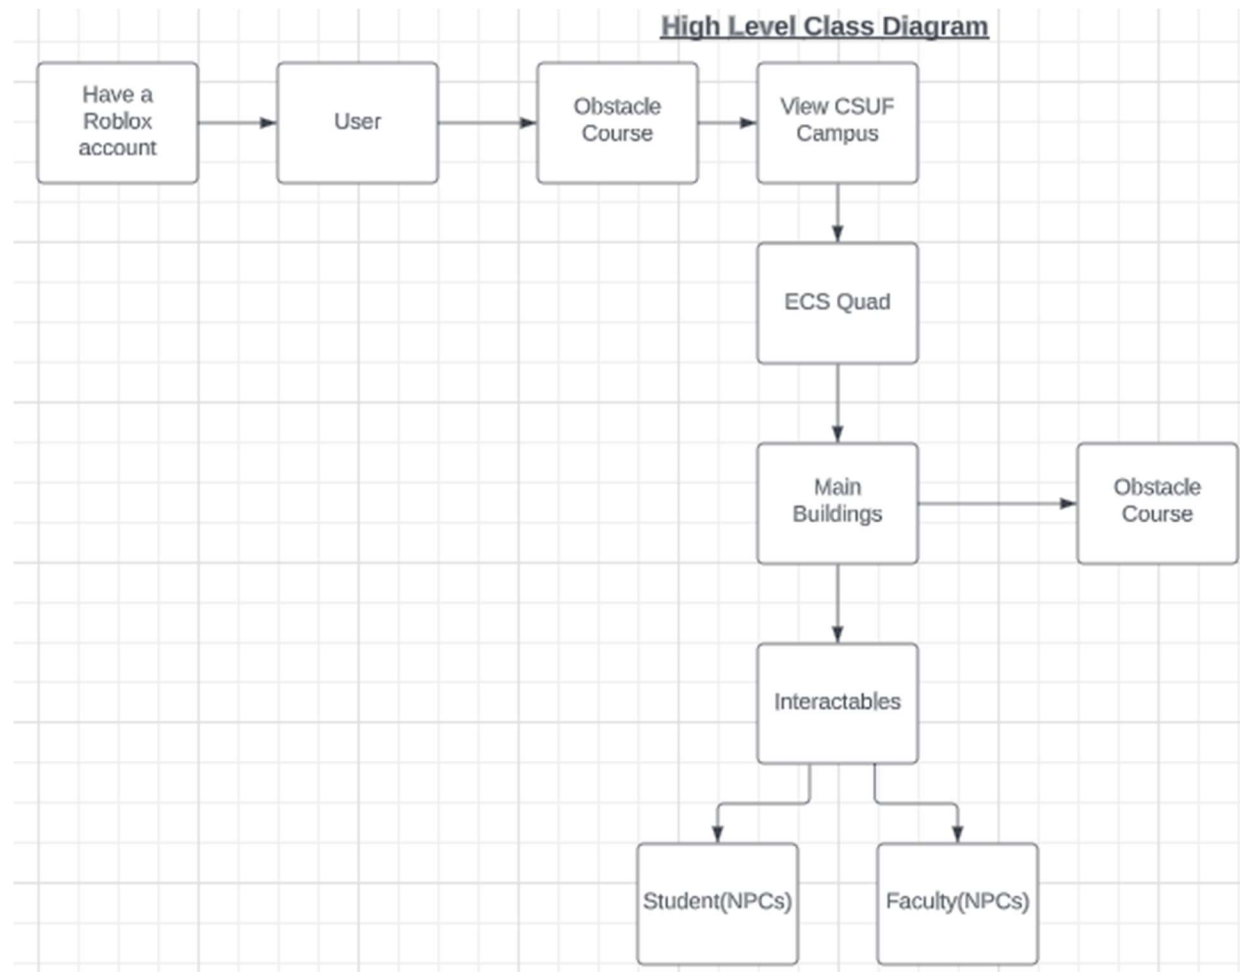 High Level Class Diagram
Have a
Roblox
account
User
Obstacle
Course
View CSUF
Campus
ECS Quad
Main
Buildings
Obstacle
Course
Interactables
Student(NPCs)
Faculty(NPCs)